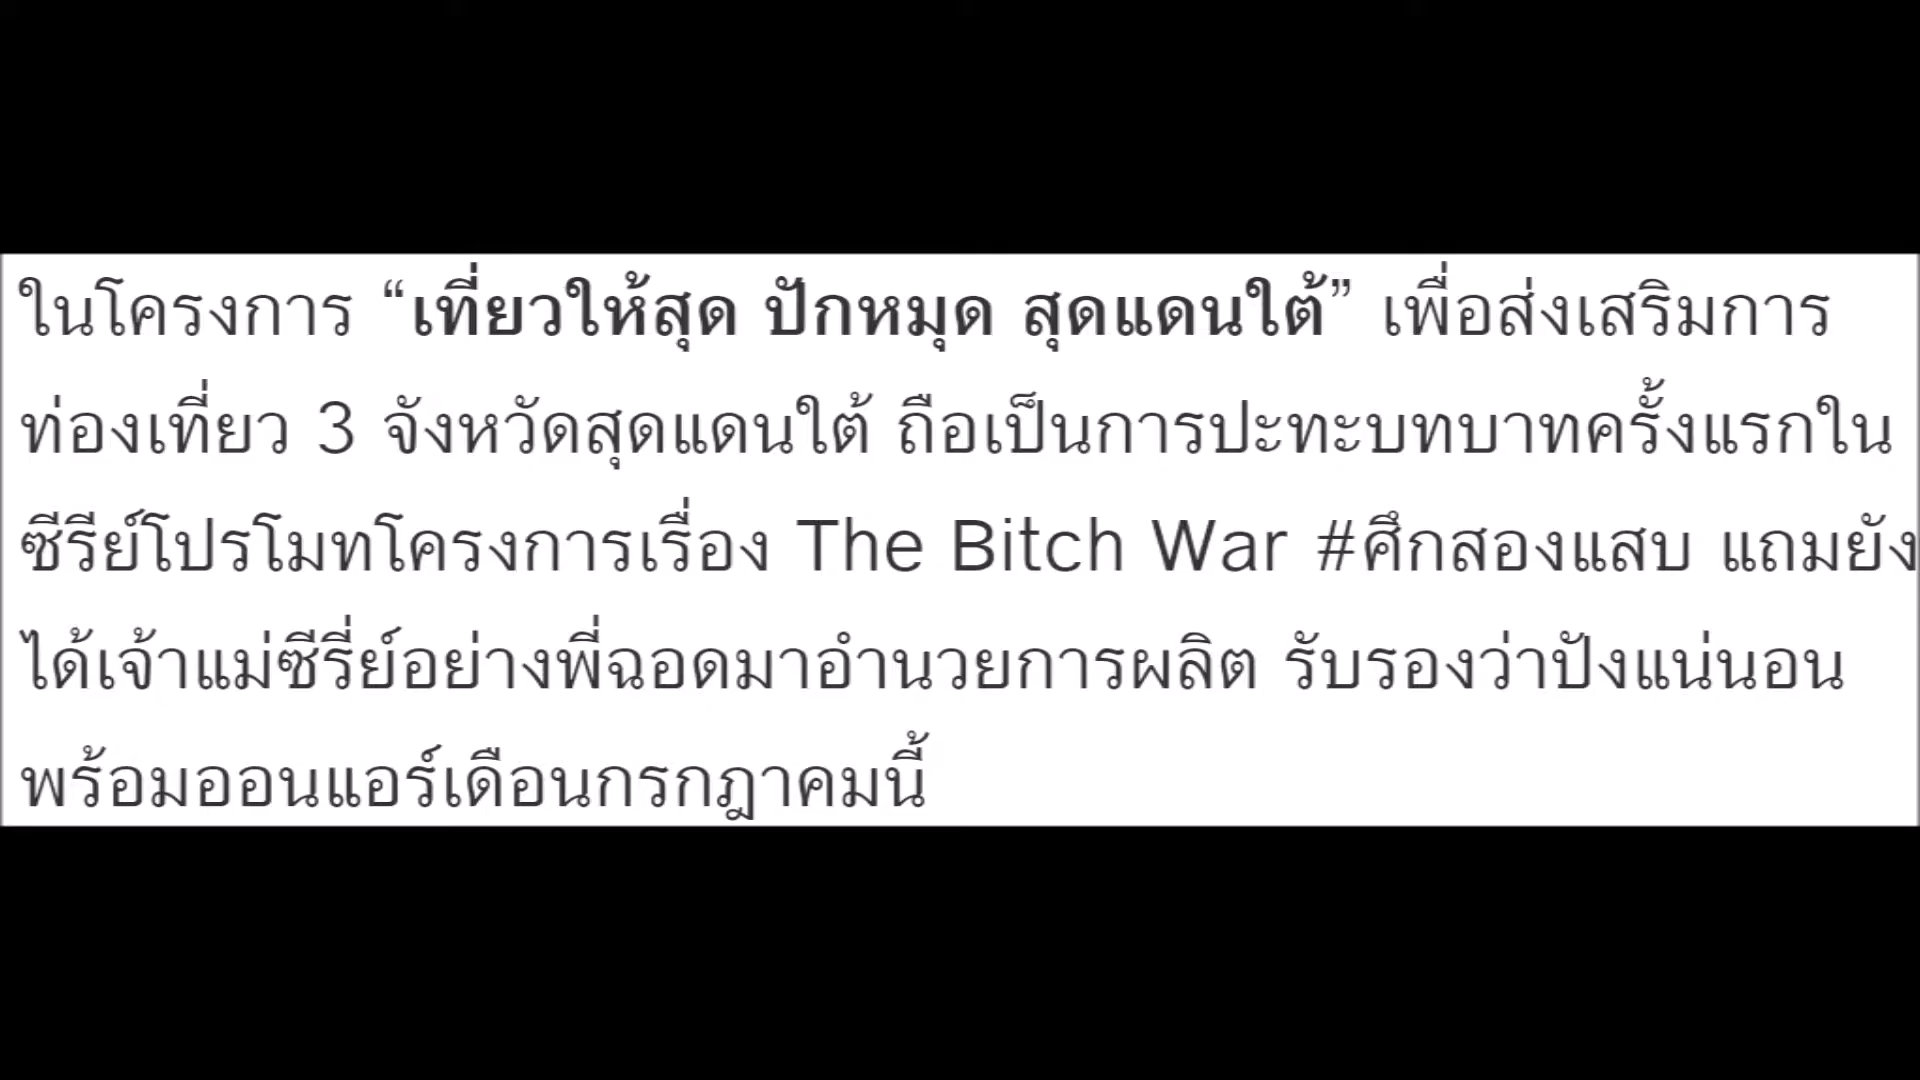 ในโครงการ “เที่ยวให้สุด ปักหมุด สุดแดนใต้” เพื่อส่งเสริมการ
ท่องเที่ยว 3 จังหวัดสุดแดนใต้ ถือเป็นการปะทะบทบาทครั้งแรกใน
ซีรีย์โปรโมทโครงการเรื่อง The Bitch War #ศึกสองแสบ แถมยัง
ได้เจ้าแม่ซีรี่ย์อย่างพี่ฉอดมาอำนวยการผลิต รับรองว่าปังแน่นอน
พร้อมออนแอร์เดือนกรกฎาคมนี้